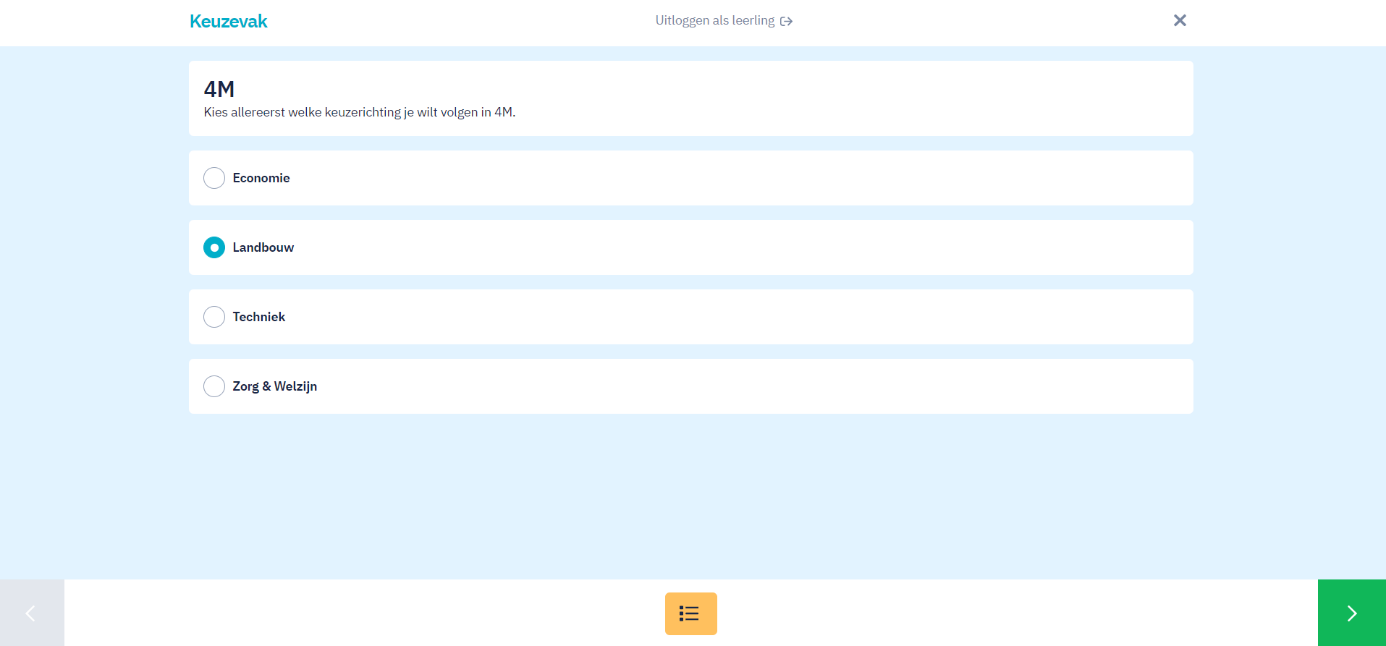 Keuzevak
Uitloggen als leerling
4M
Kies allereerst welke keuzerichting je wilt volgen in 4M.
Economie
Landbouw
Techniek
Zorg & Welzijn